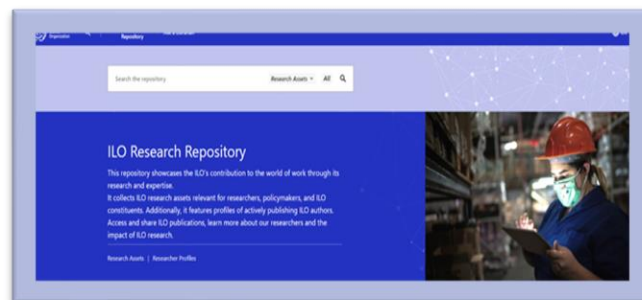 Organization
Repository
Search the repository Research Assets All
ILO Research Repository
This repository showcases the ILO's contribution to the world of work through its
research and expertise.
It collects ILO research assets relevant for researchers, policymakers, and ILO
constituents. Additionally, it features profiles of actively publishing ILO authors.
Access and share ILO publications, learn more about our researchers and the
impact of ILO research.
Research Assets | Researcher Profiles